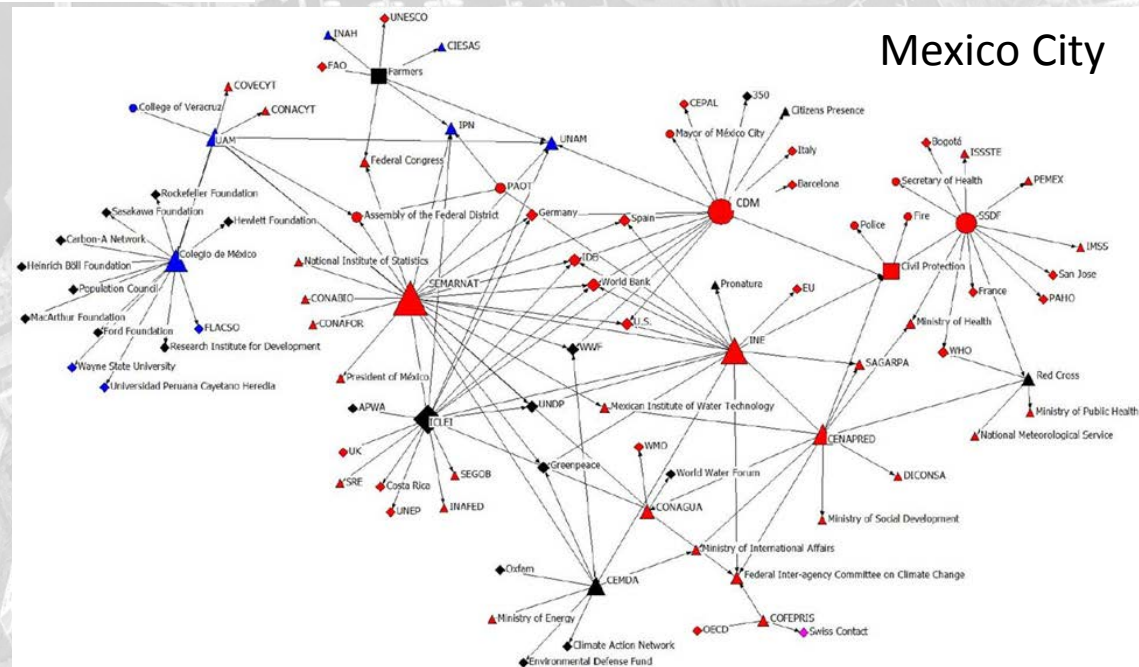 Mexico City
UNESCO
INAH
CIESAS
FAO
Farmers
COVECYT
College of Veracruz
CONACYT
UAM
IPN
UNAM
Federal Congress
PAOT
CEPAL
350
Citizens Presence
Mayor of México City
Italy
Barcelona
CDM
Bogotá
ISSSTE
Secretary of Health
PEMEX
SSDF
Police
Fire
IMSS
San Jose
PAHO
France
Civil Protection
Rockefeller Foundation
Sasakawa Foundation
Hewlett Foundation
Carbon-A Network
Colegio de México
Heinrich Böll Foundation
Population Council
MacArthur Foundation
Ford Foundation
FLACSO
Research Institute for Development
Wayne State University
Universidad Peruana Cayetano Heredia
Assembly of the Federal District
Germany
Spain
National Institute of Statistics
SEMARNAT
IDB
World Bank
Pronatura
EU
CONABIO
CONAFOR
U.S.
INE
Ministry of Health
WWF
SAGARPA
WHO
President of México
Red Cross
APWA
ICLEI
UNDP
Mexican Institute of Water Technology
Ministry of Public Health
CENAPRED
National Meteorological Service
UK
WMO
Greenpeace
World Water Forum
SRE
Costa Rica
SEGOB
DICONSA
UNEP
INAFED
CONAGUA
Ministry of Social Development
Ministry of International Affairs
Oxfam
CEMDA
Federal Inter-agency Committee on Climate Change
Ministry of Energy
COFEPRIS
OECD
Swiss Contact
Climate Action Network
Environmental Defense Fund